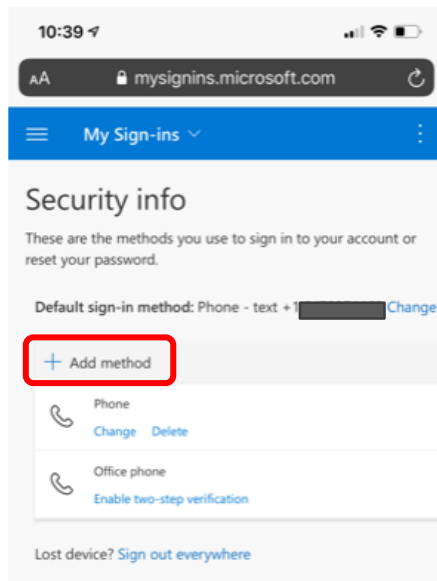 10:39
AA mysignins.microsoft.com
My Sign-ins
Security info
These are the methods you use to sign in to your account or
reset your password.
Default sign-in method: Phone - text +1 Change
+ Add method
Phone
Change Delete
Office phone
Enable two-step verification
Lost device? Sign out everywhere